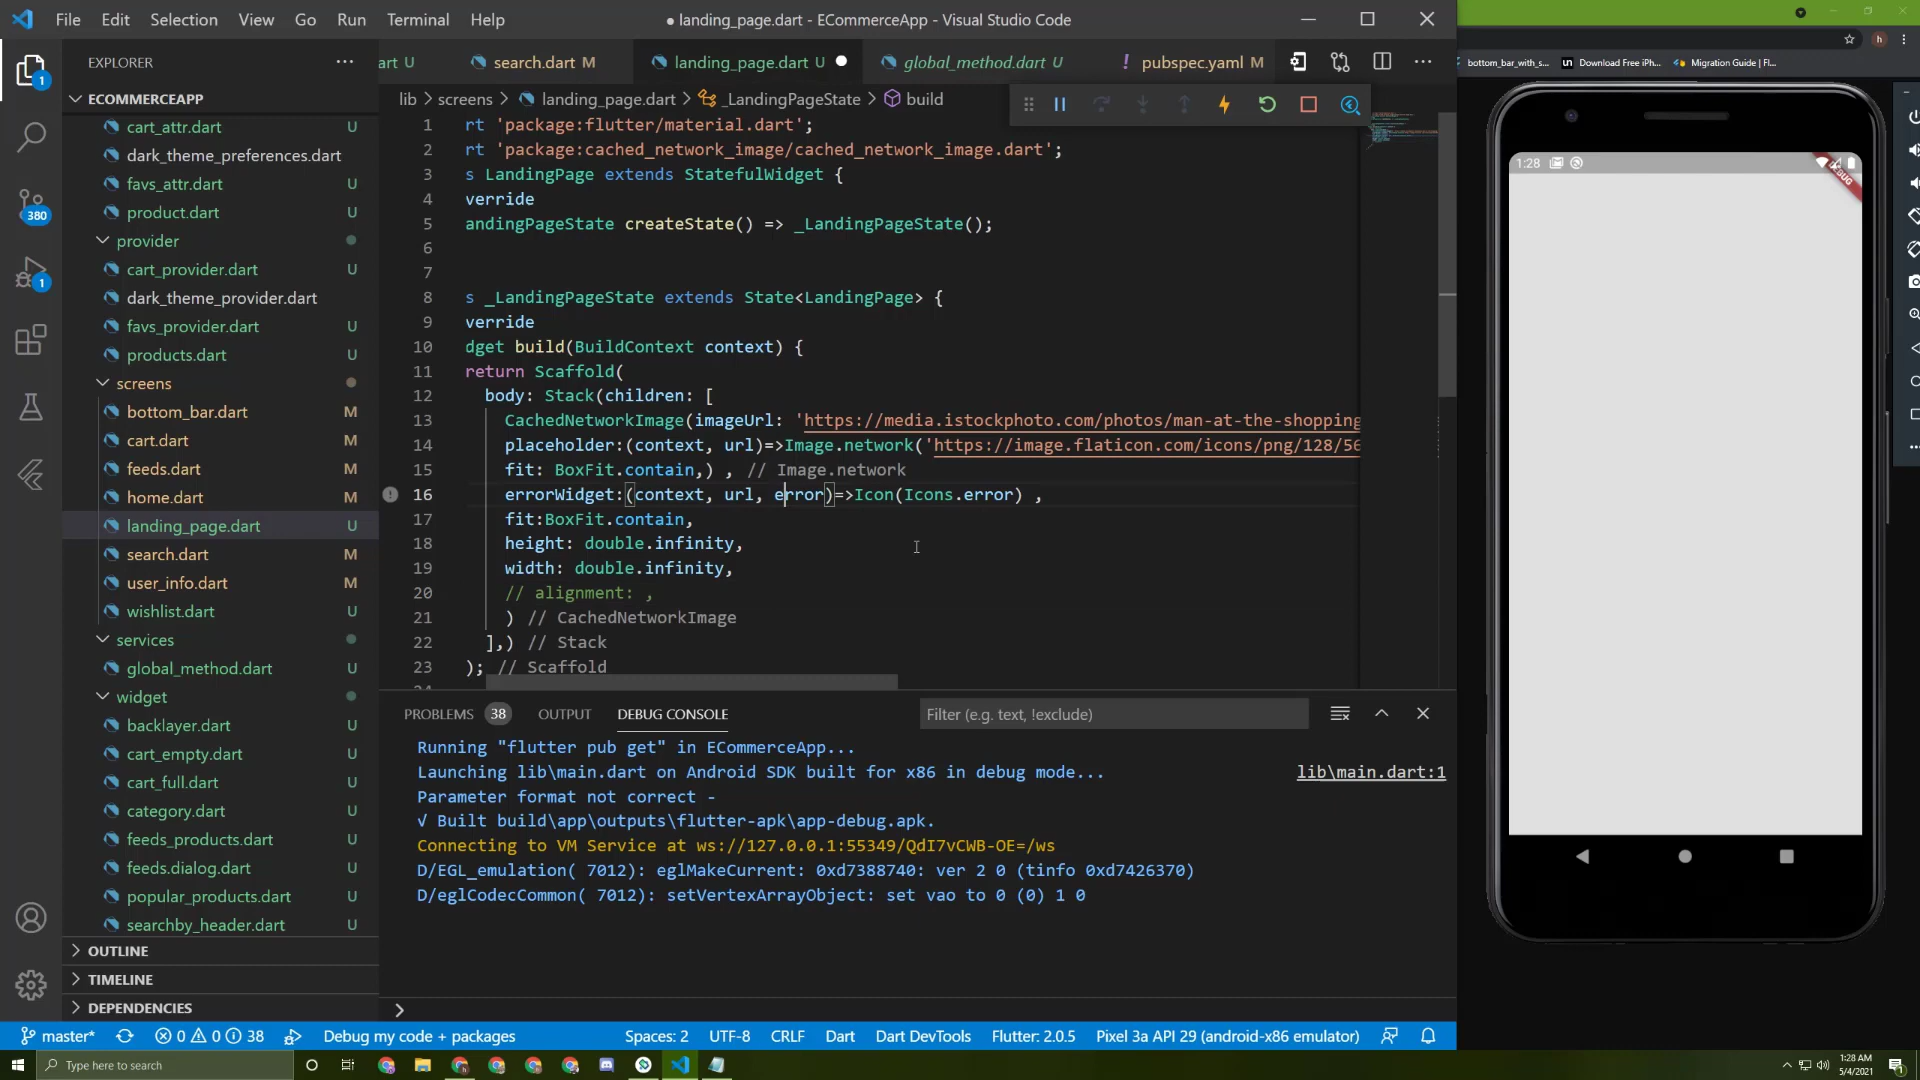 File Edit Selection View Go Run Terminal Help
● landing_page.dart - ECommerceApp - Visual Studio Code
h
EXPLORER
art U
search.dart M
landing_page.dart U
global_method.dart U
! pubspec.yaml M
bottom_bar_with_s...
un Download Free iPh...
Migration Guide | Fl...
1
ECOMMERCEAPP
lib > screens > landing_page.dart > _LandingPageState > build
cart_attr.dart U
dark_theme_preferences.dart
favs_attr.dart U
product.dart U
provider
cart_provider.dart U
dark_theme_provider.dart
favs_provider.dart U
products.dart U
screens
bottom_bar.dart M
cart.dart M
feeds.dart M
home.dart M
landing_page.dart U
search.dart M
user_info.dart M
wishlist.dart U
services
global_method.dart U
widget
backlayer.dart U
cart_empty.dart U
cart_full.dart U
category.dart U
feeds_products.dart U
feeds.dialog.dart U
popular_products.dart U
searchby_header.dart U
OUTLINE
TIMELINE
DEPENDENCIES
380
1
1 rt 'package:flutter/material.dart';
2 rt 'package:cached_network_image/cached_network_image.dart';
3 s LandingPage extends StatefulWidget {
4 verride
5 andingPageState createState() => _LandingPageState();
6
7
8 s _LandingPageState extends State<LandingPage> {
9 verride
10 dget build(BuildContext context) {
11 return Scaffold(
12 body: Stack(children: [
13 CachedNetworkImage(imageUrl: 'https://media.istockphoto.com/photos/man-at-the-shopping
14 placeholder:(context, url)=>Image.network('https://image.flaticon.com/icons/png/128/56
15 fit: BoxFit.contain,) , // Image.network
16 errorWidget:(context, url, error)=>Icon(Icons.error) ,
17 fit:BoxFit.contain,
18 height: double.infinity,
19 width: double.infinity,
20 // alignment: ,
21 ) // CachedNetworkImage
22 ],) // Stack
23 ); // Scaffold
24
PROBLEMS 38 OUTPUT DEBUG CONSOLE
Filter (e.g. text, !exclude)
Running "flutter pub get" in ECommerceApp...
Launching lib\main.dart on Android SDK built for x86 in debug mode...
lib\main.dart:1
Parameter format not correct -
√ Built build\app\outputs\flutter-apk\app-debug.apk.
Connecting to VM Service at ws://127.0.0.1:55349/QdI7vCWB-OE=/ws
D/EGL_emulation( 7012): eglMakeCurrent: 0xd7388740: ver 2 0 (tinfo 0xd7426370)
D/eglCodecCommon( 7012): setVertexArrayObject: set vao to 0 (0) 1 0
1:28
DEBUG
master* 0 0 38 Debug my code + packages
Spaces: 2 UTF-8 CRLF Dart Dart DevTools Flutter: 2.0.5 Pixel 3a API 29 (android-x86 emulator)
Type here to search
1:28 AM
5/4/2021